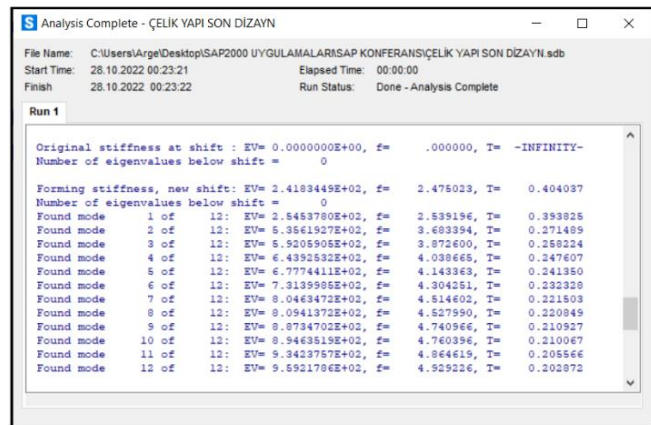 S Analysis Complete - ÇELİK YAPI SON DİZAYN
File Name: C:\Users\Arge\Desktop\SAP2000 UYGULAMALARI\SAP KONFERANS\ÇELİK YAPI SON DİZAYN.sdb
Start Time: 28.10.2022 00:23:21 Elapsed Time: 00:00:00
Finish 28.10.2022 00:23:22 Run Status: Done - Analysis Complete
Run 1
Original stiffness at shift : EV= 0.0000000E+00, f= .000000, T= -INFINITY-
Number of eigenvalues below shift = 0
Forming stiffness, new shift: EV= 2.4183449E+02, f= 2.475023, T= 0.404037
Number of eigenvalues below shift = 0
Found mode 1 of 12: EV= 2.5453780E+02, f= 2.539196, T= 0.393825
Found mode 2 of 12: EV= 5.3561927E+02, f= 3.683394, T= 0.271489
Found mode 3 of 12: EV= 5.9205905E+02, f= 3.872600, T= 0.258224
Found mode 4 of 12: EV= 6.4392532E+02, f= 4.038665, T= 0.247607
Found mode 5 of 12: EV= 6.7774411E+02, f= 4.143363, T= 0.241350
Found mode 6 of 12: EV= 7.3139985E+02, f= 4.304251, T= 0.232328
Found mode 7 of 12: EV= 8.0463472E+02, f= 4.514602, T= 0.221503
Found mode 8 of 12: EV= 8.0941372E+02, f= 4.527990, T= 0.220849
Found mode 9 of 12: EV= 8.8734702E+02, f= 4.740966, T= 0.210927
Found mode 10 of 12: EV= 8.9463519E+02, f= 4.760396, T= 0.210067
Found mode 11 of 12: EV= 9.3423757E+02, f= 4.864619, T= 0.205566
Found mode 12 of 12: EV= 9.5921786E+02, f= 4.929226, T= 0.202872